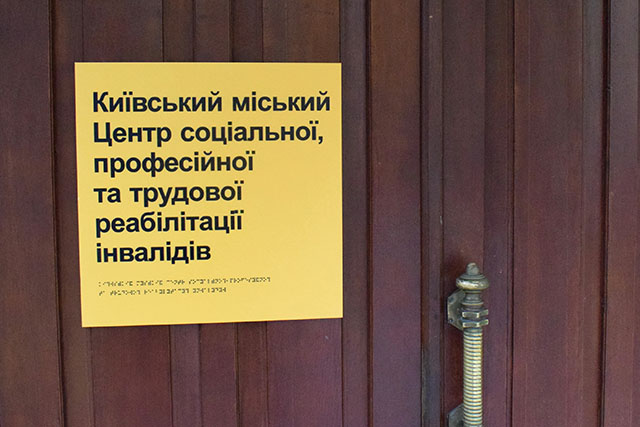 Київський міський
Центр соціальної,
професійної
та трудової
реабілітації
інвалідів